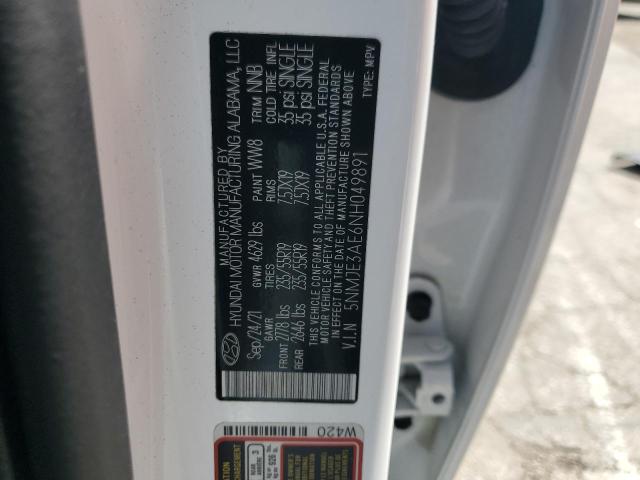 MANUFACTURED BY
HYUNDAI MOTOR MANUFACTURING ALABAMA, LLC
Sep/24/21 GVWR 4629 lbs PAINT WW8 TRIM NNB
GAWR TIRES RIMS COLD TIRE INFL
FRONT 2778 lbs 235/55R19 7.5JX19 35 psi SINGLE
REAR 2646 lbs 235/55R19 7.5JX19 35 psi SINGLE
THIS VEHICLE CONFORMS TO ALL APPLICABLE U.S.A. FEDERAL
MOTOR VEHICLE SAFETY AND THEFT PREVENTION STANDARDS
IN EFFECT ON THE DATE OF MANUFACTURE SHOWN ABOVE
V.I.N 5NMJE3AE6NH049891 TYPE: MPV
W420